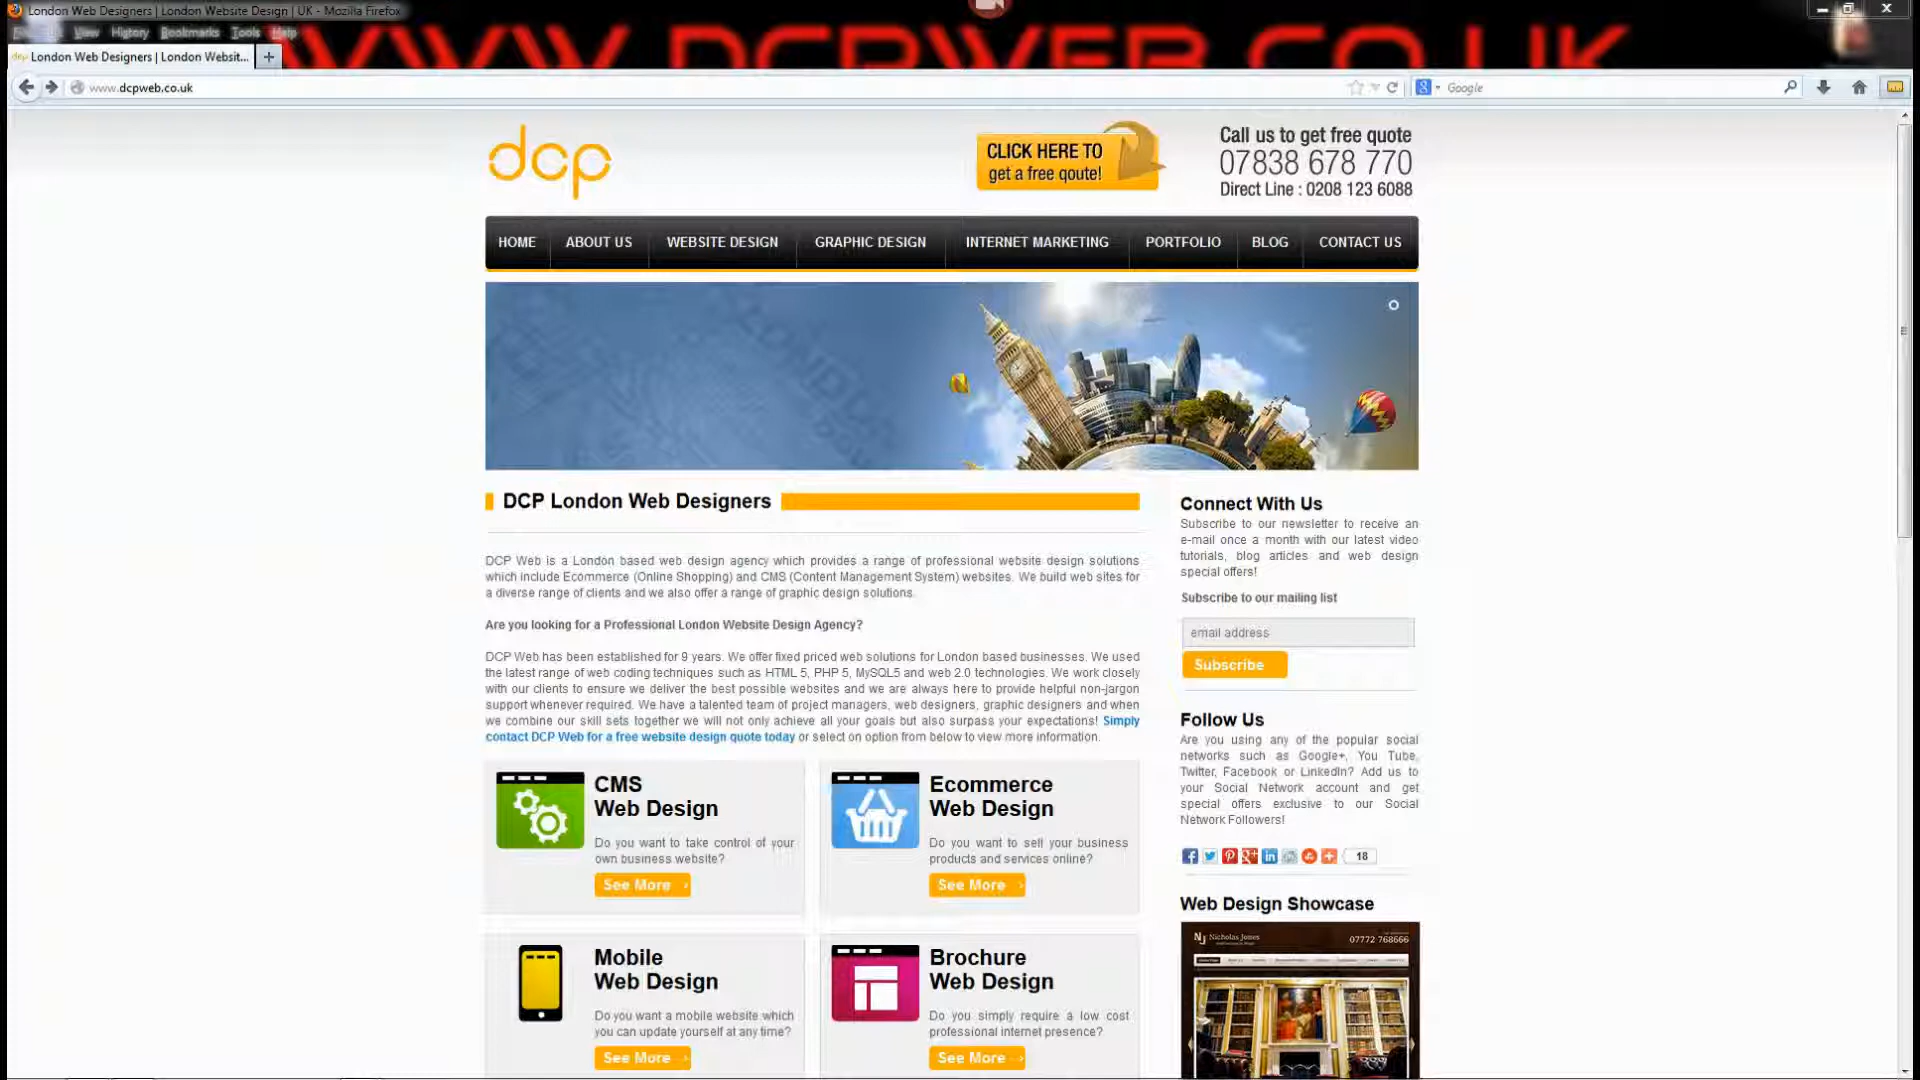 London Web Designers | London Website Design | UK - Mozilla Firefox
WWW.DCPWEB.CO.UK
View History Bookmarks Tools Help
London Web Designers | London Websit...
www.dcpweb.co.uk
Google
dcp
CLICK HERE TO
get a free qoute!
Call us to get free quote
07838 678 770
Direct Line : 0208 123 6088
HOME ABOUT US WEBSITE DESIGN GRAPHIC DESIGN INTERNET MARKETING PORTFOLIO BLOG CONTACT US
DCP London Web Designers
DCP Web is a London based web design agency which provides a range of professional website design solutions
which include Ecommerce (Online Shopping) and CMS (Content Management System) websites. We build web sites for
a diverse range of clients and we also offer a range of graphic design solutions.
Are you looking for a Professional London Website Design Agency?
DCP Web has been established for 9 years. We offer fixed priced web solutions for London based businesses. We used
the latest range of web coding techniques such as HTML 5, PHP 5, MySQL5 and web 2.0 technologies. We work closely
with our clients to ensure we deliver the best possible websites and we are always here to provide helpful non-jargon
support whenever required. We have a talented team of project managers, web designers, graphic designers and when
we combine our skill sets together we will not only achieve all your goals but also surpass your expectations! Simply
contact DCP Web for a free website design quote today or select on option from below to view more information.
CMS
Web Design
Do you want to take control of your
own business website?
See More
Ecommerce
Web Design
Do you want to sell your business
products and services online?
See More
Mobile
Web Design
Do you want a mobile website which
you can update yourself at any time?
See More
Brochure
Web Design
Do you simply require a low cost
professional internet presence?
See More
Connect With Us
Subscribe to our newsletter to receive an
e-mail once a month with our latest video
tutorials, blog articles and web design
special offers!
Subscribe to our mailing list
email address
Subscribe
Follow Us
Are you using any of the popular social
networks such as Google+, You Tube,
Twitter, Facebook or LinkedIn? Add us to
your Social Network account and get
special offers exclusive to our Social
Network Followers!
18
Web Design Showcase
NJ Nicholas Jones
07772 768666